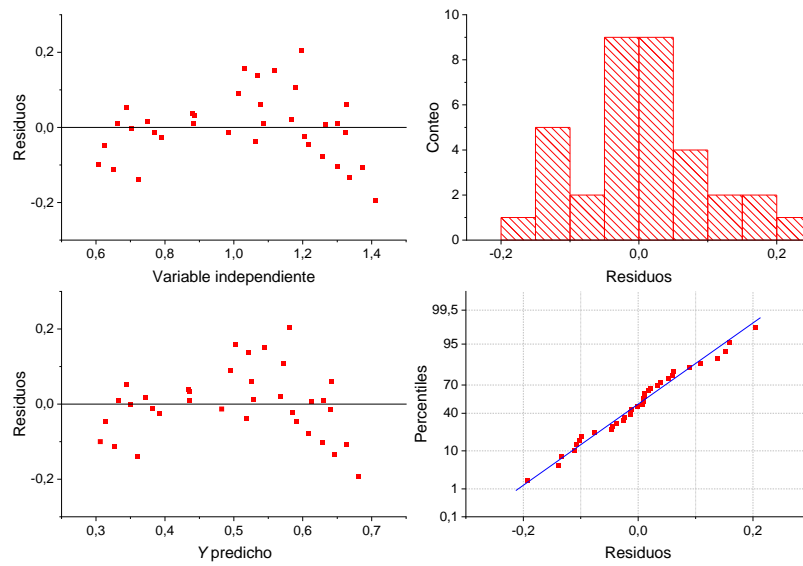 0,2
0,0
-0,2
Residuos
0,6 0,8 1,0 1,2 1,4
Variable independiente
10
8
6
4
2
0
Conteo
-0,2 0,0 0,2
Residuos
0,2
0,0
-0,2
Residuos
0,3 0,4 0,5 0,6 0,7
Y predicho
99,5
95
70
40
10
1
0,1
Percentiles
-0,2 0,0 0,2
Residuos